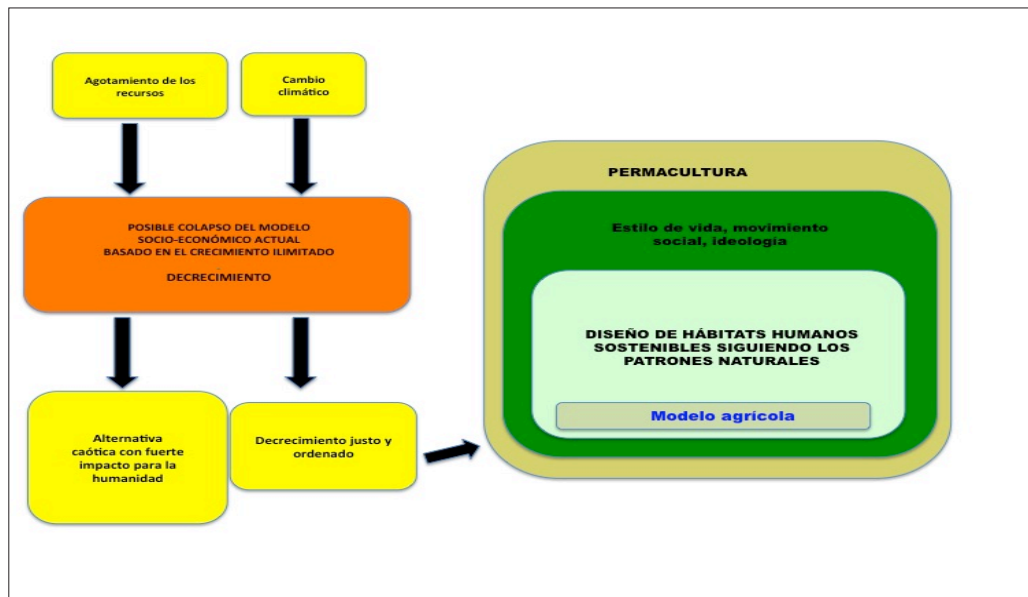 Agotamiento de los
recursos
Cambio
climático
POSIBLE COLAPSO DEL MODELO
SOCIO-ECONÓMICO ACTUAL
BASADO EN EL CRECIMIENTO ILIMITADO
.
DECRECIMIENTO
Alternativa
caótica con fuerte
impacto para la
humanidad
Decrecimiento justo y
ordenado
PERMACULTURA
Estilo de vida, movimiento
social, ideología
DISEÑO DE HÁBITATS HUMANOS
SOSTENIBLES SIGUIENDO LOS
PATRONES NATURALES
Modelo agrícola